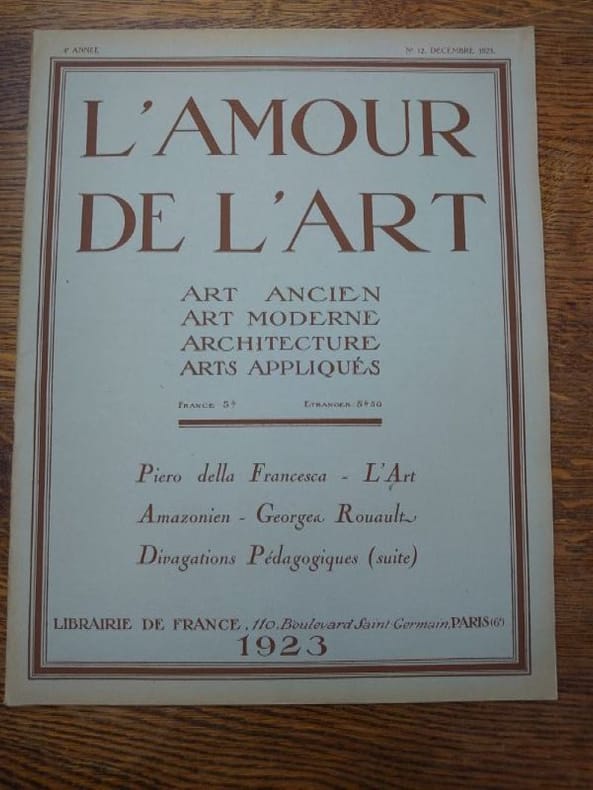 4e ANNÉE
No 12. DÉCEMBRE 1923.
L'AMOUR
DE L'ART
ART ANCIEN
ART MODERNE
ARCHITECTURE
ARTS APPLIQUÉS
FRANCE 5f
ETRANGER 5f50
Piero della Francesca - L'Art
Amazonien - Georges Rouault
Divagations Pédagogiques (suite)
LIBRAIRIE DE FRANCE, 110, Boulevard Saint-Germain, PARIS (6e)
1923